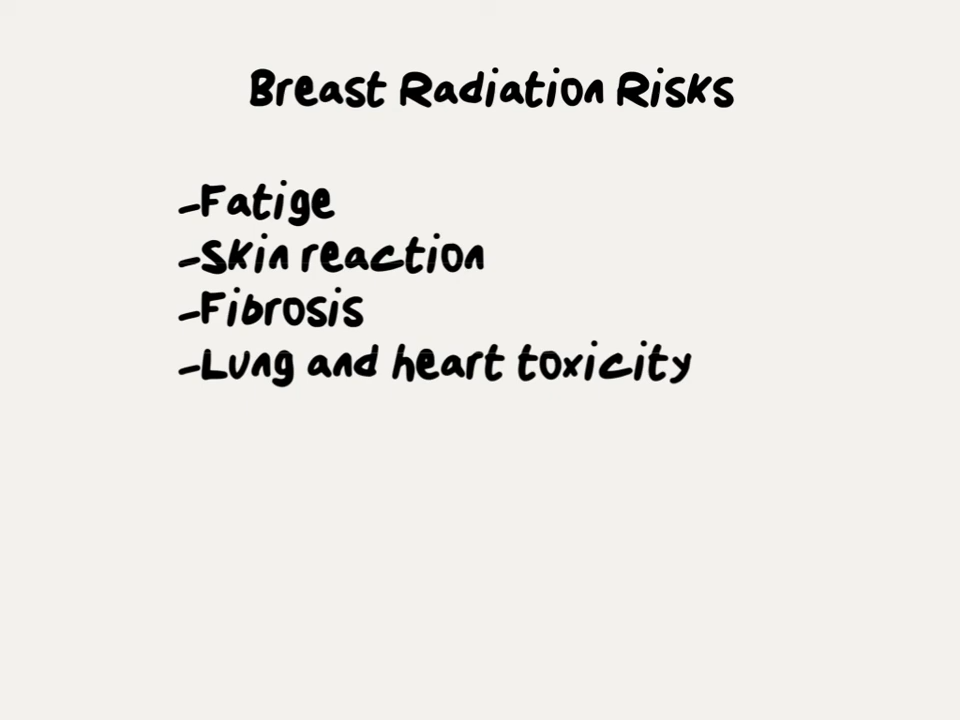 Breast Radiation Risks
-Fatige
-Skin reaction
-Fibrosis
-Lung and heart toxicity